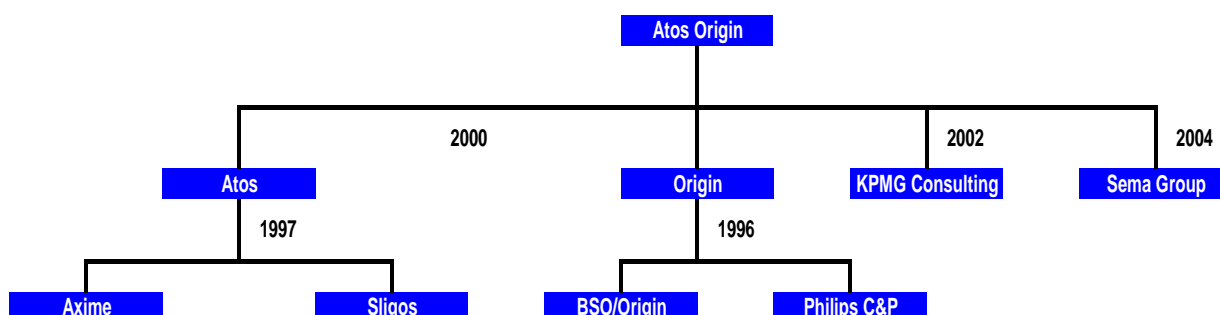 Atos Origin
2000
2002
2004
Atos
Origin
KPMG Consulting
Sema Group
1997
1996
Axime
Sligos
BSO/Origin
Philips C&P